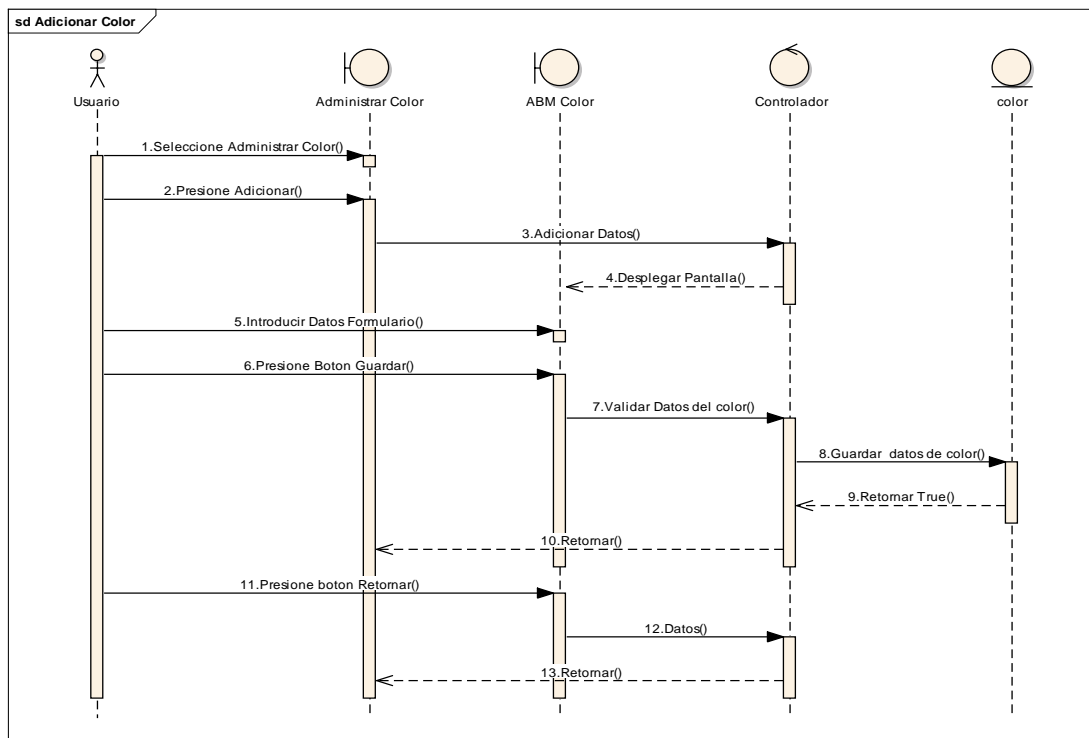 sd Adicionar Color
Usuario
Administrar Color
ABM Color
Controlador
color
1.Seleccione Administrar Color()
2.Presione Adicionar()
3.Adicionar Datos()
4.Desplegar Pantalla()
5.Introducir Datos Formulario()
6.Presione Boton Guardar()
7.Validar Datos del color()
8.Guardar datos de color()
9.Retornar True()
10.Retornar()
11.Presione boton Retornar()
12.Datos()
13.Retornar()